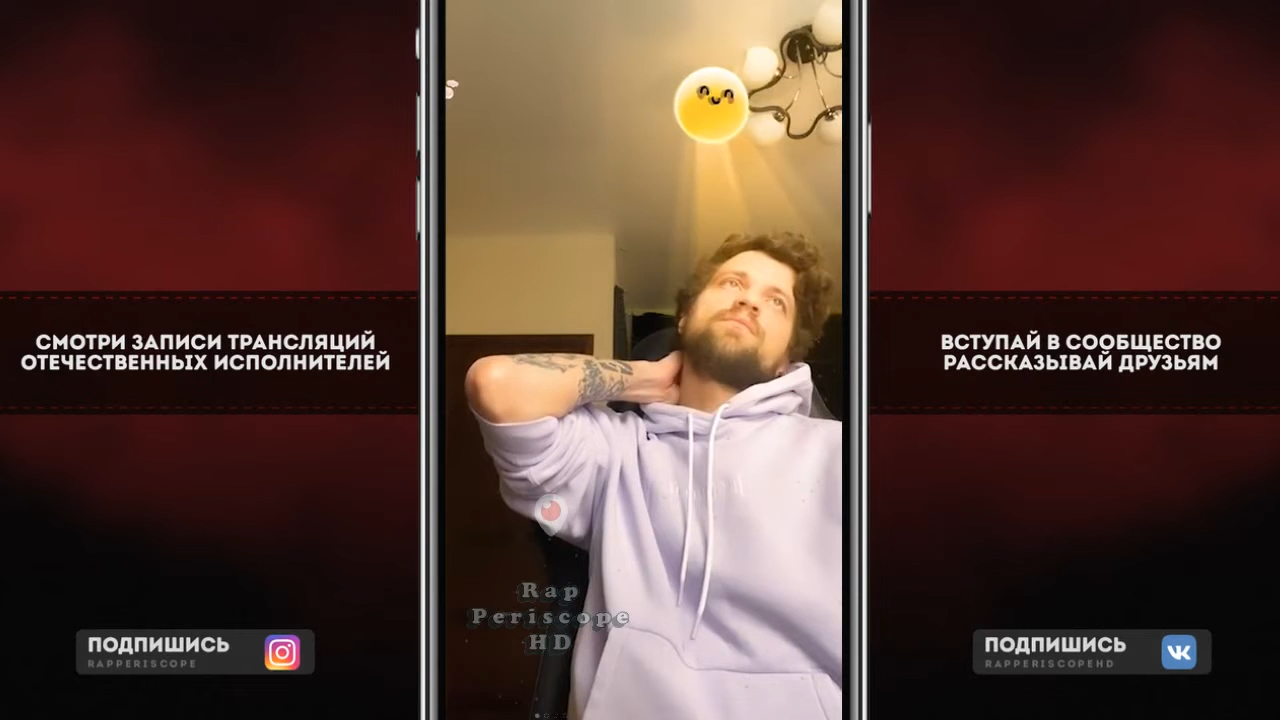 СМОТРИ ЗАПИСИ ТРАНСЛЯЦИЙ
ОТЕЧЕСТВЕННЫХ ИСПОЛНИТЕЛЕЙ
ПОДПИШИСЬ
RAPPERISCOPE
Rap
Periscope
HD
ВСТУПАЙ В СООБЩЕСТВО
РАССКАЗЫВАЙ ДРУЗЬЯМ
ПОДПИШИСЬ
RAPPERISCOPEHD